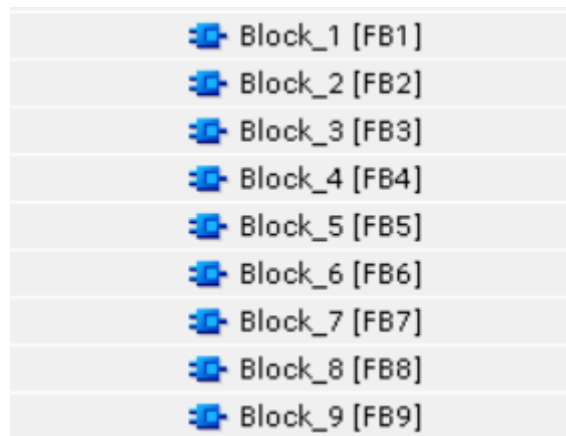 Block_1 [FB1]
Block_2 [FB2]
Block_3 [FB3]
Block_4 [FB4]
Block_5 [FB5]
Block_6 [FB6]
Block_7 [FB7]
Block_8 [FB8]
Block_9 [FB9]